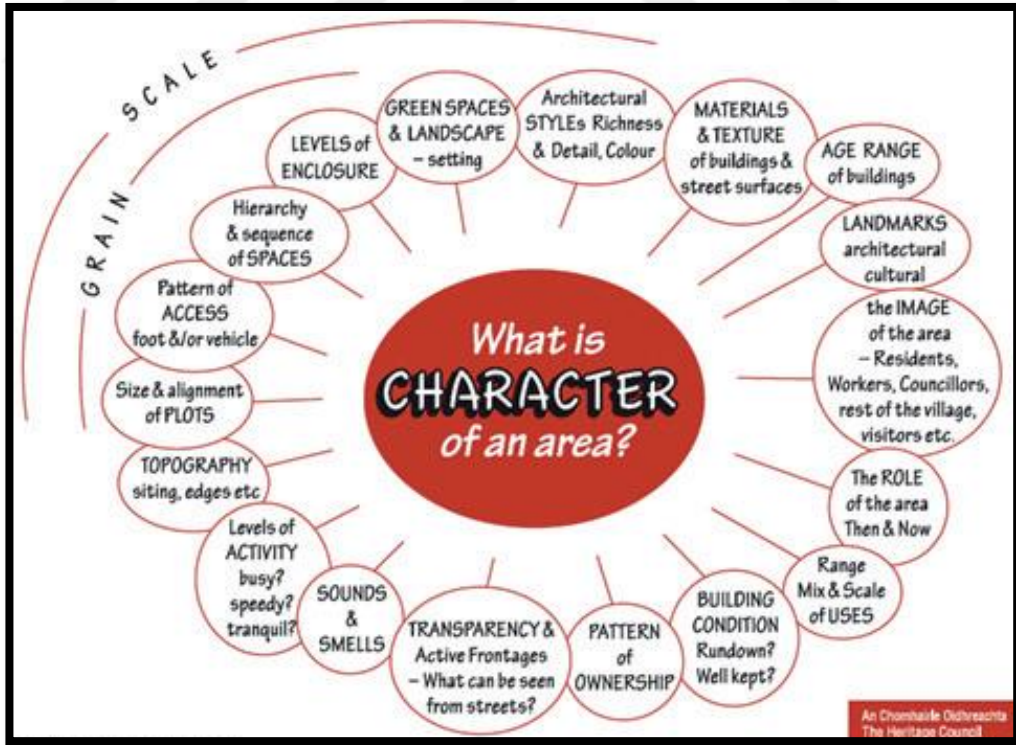 SCALE
GRAIN
What is
CHARACTER
of an area?
GREEN SPACES
& LANDSCAPE
– setting
Architectural
STYLEs Richness
& Detail, Colour
MATERIALS
& TEXTURE
of buildings &
street surfaces
AGE RANGE
of buildings
LANDMARKS
architectural
cultural
the IMAGE
of the area
– Residents,
Workers, Councillors,
rest of the village,
visitors etc.
The ROLE
of the area
Then & Now
Range
Mix & Scale
of USES
BUILDING
CONDITION
Rundown?
Well kept?
PATTERN
of
OWNERSHIP
TRANSPARENCY &
Active Frontages
– What can be seen
from streets?
SOUNDS
&
SMELLS
Levels of
ACTIVITY
busy?
speedy?
tranquil?
TOPOGRAPHY
siting, edges etc
Size & alignment
of PLOTS
Pattern of
ACCESS
foot &/or vehicle
Hierarchy
& sequence
of SPACES
LEVELS of
ENCLOSURE
An Chomhairle Oidhreachta
The Heritage Council